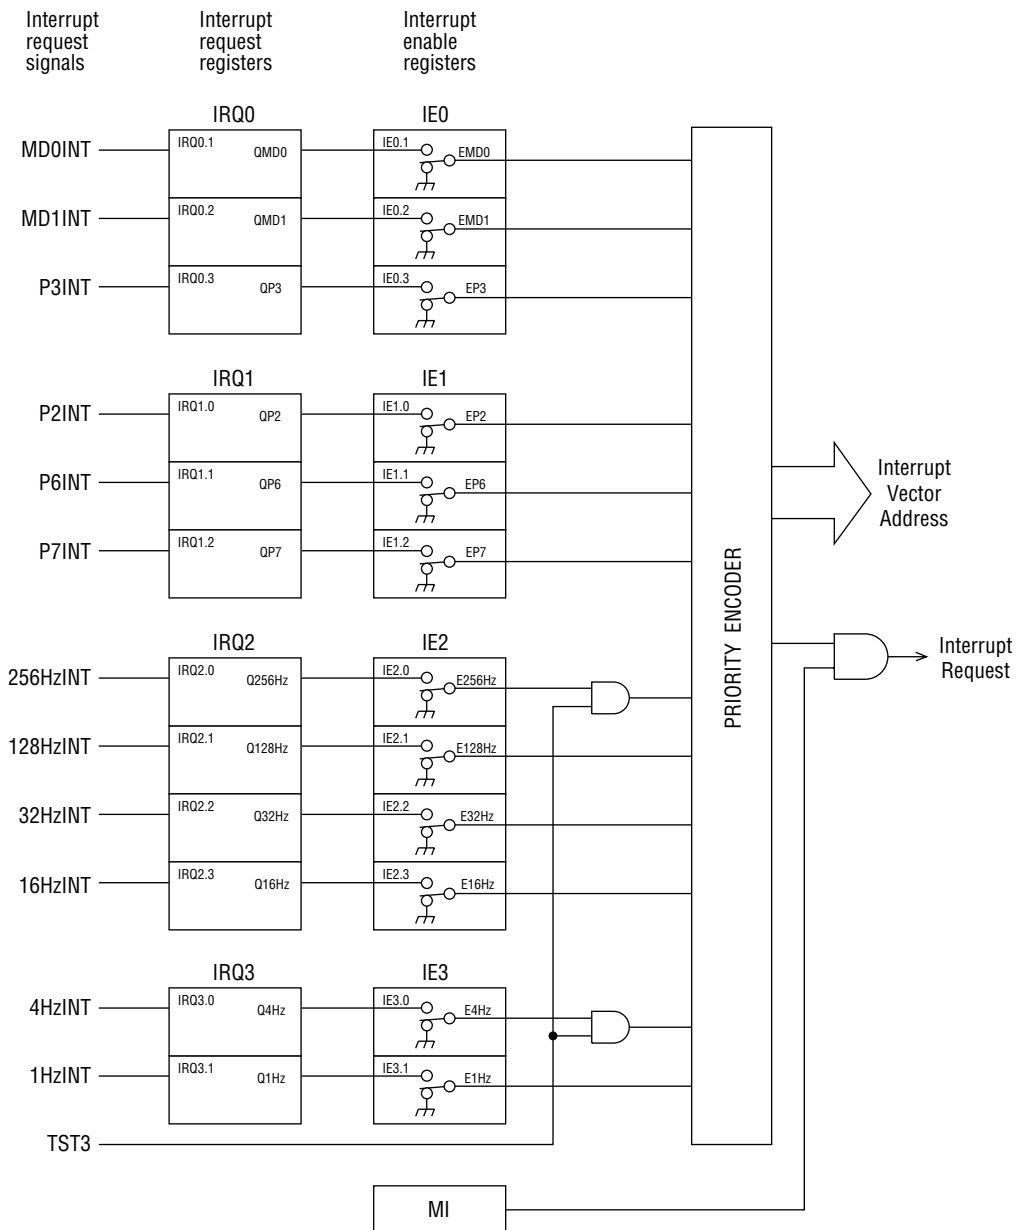 Interrupt
request
signals
Interrupt
request
registers
Interrupt
enable
registers
IRQ0
IE0
MD0INT
IRQ0.1
QMD0
IE0.1
EMD0
MD1INT
IRQ0.2
QMD1
IE0.2
EMD1
P3INT
IRQ0.3
QP3
IE0.3
EP3
IRQ1
IE1
P2INT
IRQ1.0
QP2
IE1.0
EP2
P6INT
IRQ1.1
QP6
IE1.1
EP6
P7INT
IRQ1.2
QP7
IE1.2
EP7
IRQ2
IE2
256HzINT
IRQ2.0
Q256Hz
IE2.0
E256Hz
128HzINT
IRQ2.1
Q128Hz
IE2.1
E128Hz
32HzINT
IRQ2.2
Q32Hz
IE2.2
E32Hz
16HzINT
IRQ2.3
Q16Hz
IE2.3
E16Hz
IRQ3
IE3
4HzINT
IRQ3.0
Q4Hz
IE3.0
E4Hz
1HzINT
IRQ3.1
Q1Hz
IE3.1
E1Hz
TST3
MI
PRIORITY ENCODER
Interrupt
Vector
Address
Interrupt
Request